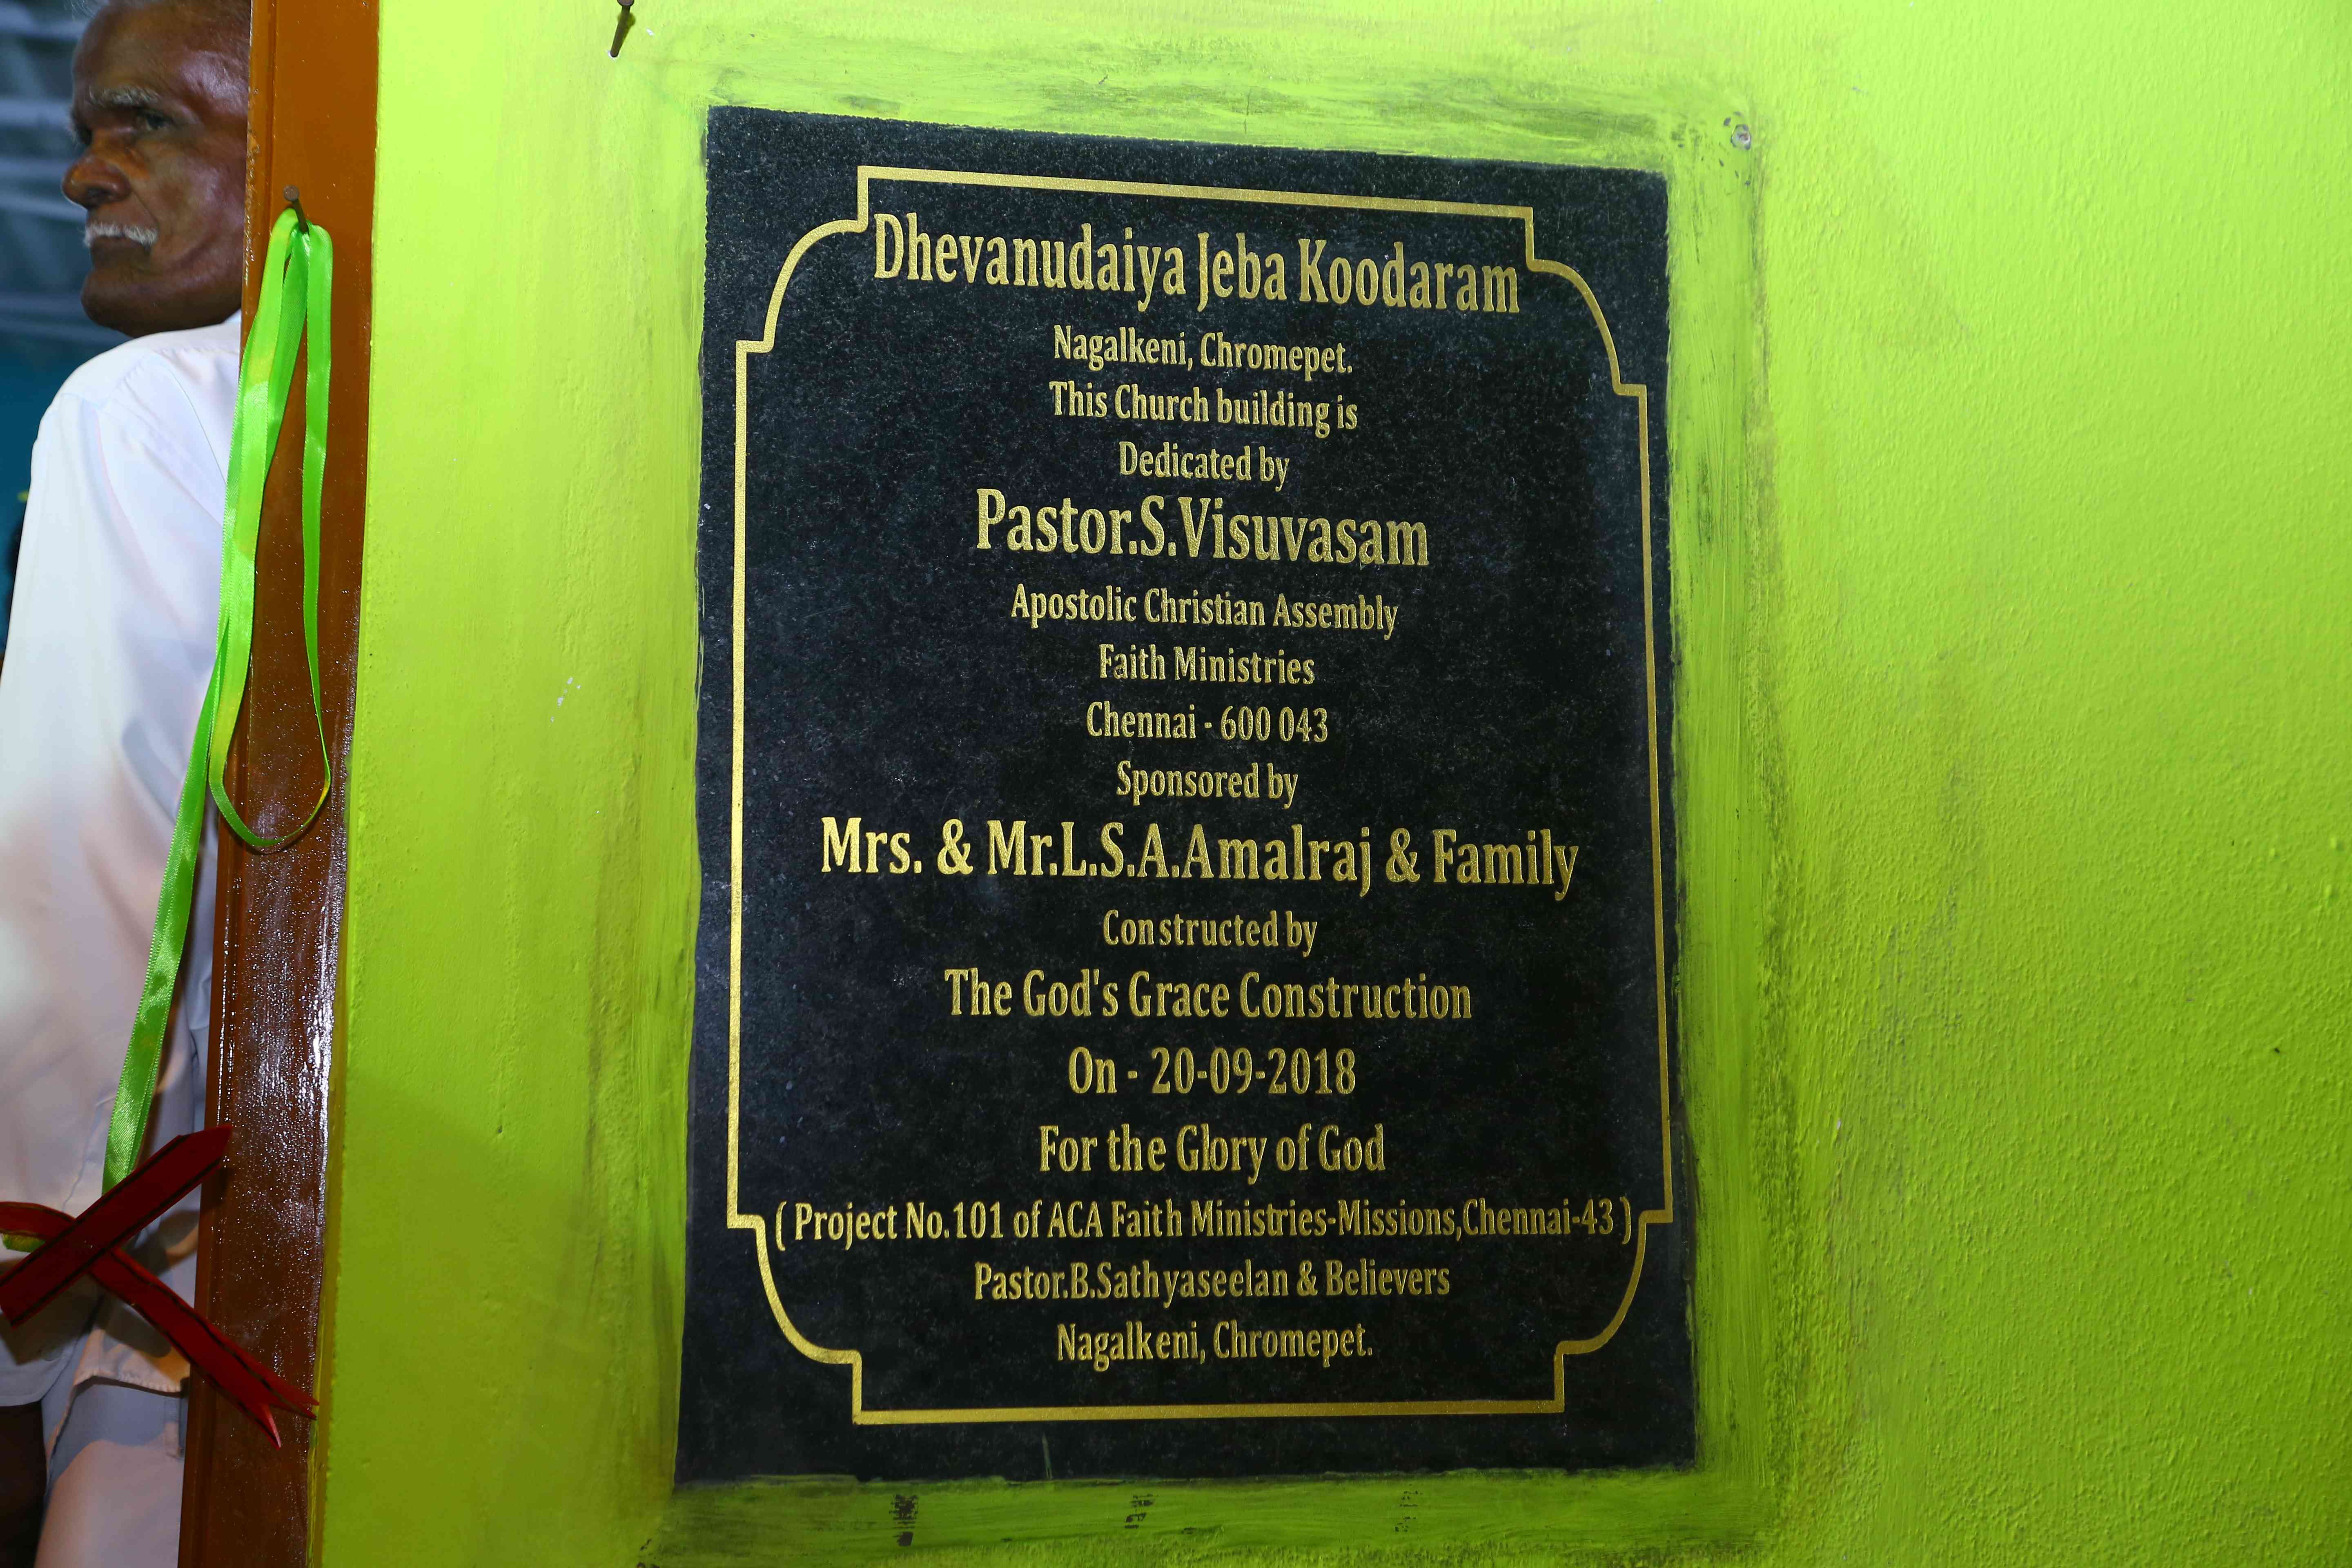 Dhevanudaiya Jeba Koodaram
Nagalkeni, Chromepet.
This Church building is
Dedicated by
Pastor.S.Visuvasam
Apostolic Christian Assembly
Faith Ministries
Chennai - 600 043
Sponsored by
Mrs. & Mr.L.S.A.Amalraj & Family
Constructed by
The God's Grace Construction
On - 20-09-2018
For the Glory of God
( Project No.101 of ACA Faith Ministries-Missions,Chennai-43 )
Pastor.B.Sathyaseelan & Believers
Nagalkeni, Chromepet.